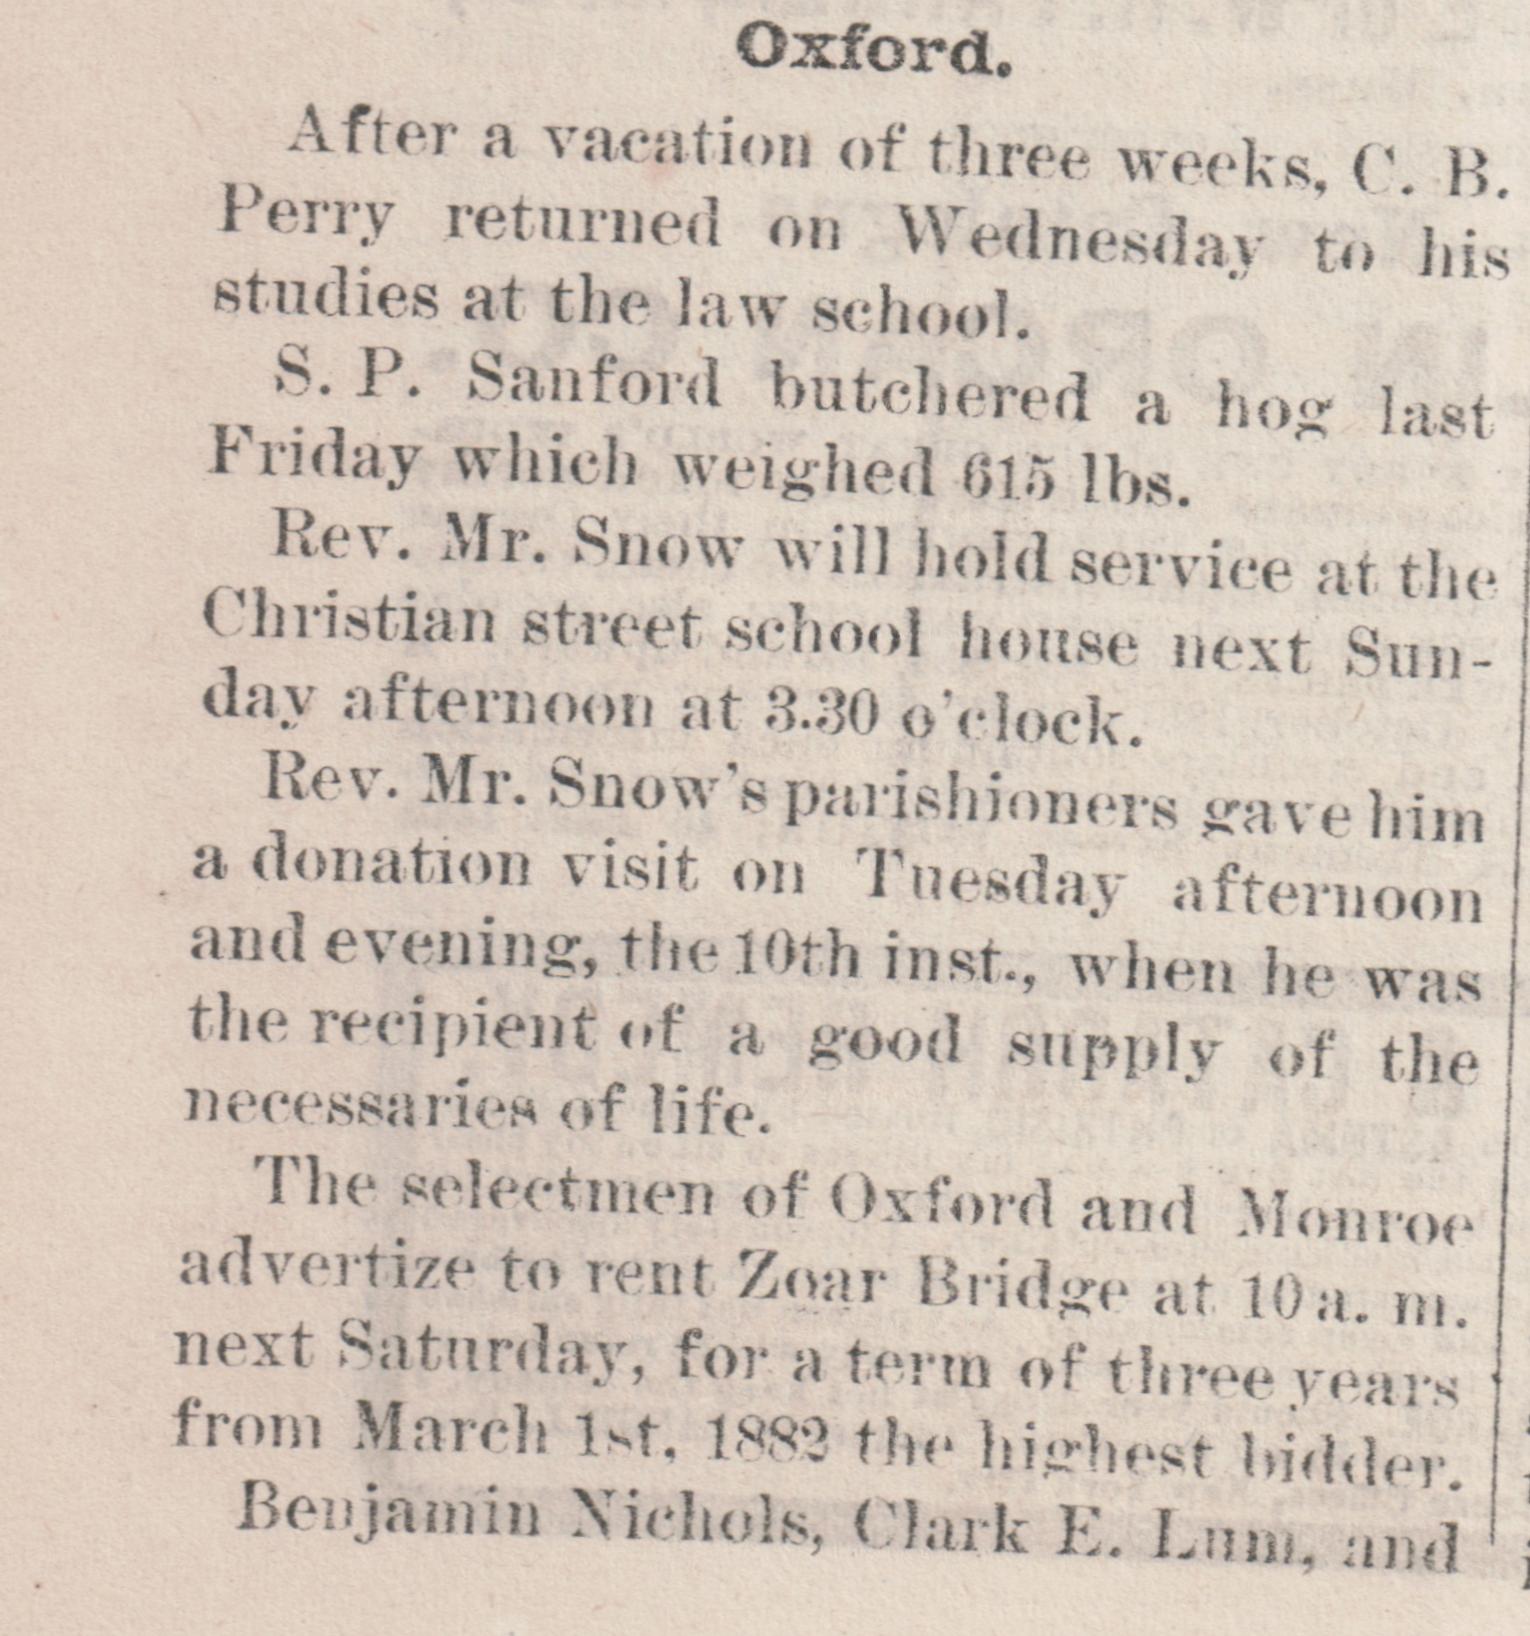 Oxford.
After a vacation of three weeks, C. B.
Perry returned on Wednesday to his
studies at the law school.
S. P. Sanford butchered a hog last
Friday which weighed 615 lbs.
Rev. Mr. Snow will hold service at the
Christian street school house next Sun-
day afternoon at 3.30 o'clock.
Rev. Mr. Snow's parishioners gave him
a donation visit on Tuesday afternoon
and evening, the 10th inst., when he was
the recipient of a good supply of the
necessaries of life.
The selectmen of Oxford and Monroe
advertize to rent Zoar Bridge at 10 a. m.
next Saturday, for a term of three years
from March 1st, 1882 the highest bidder.
Benjamin Nichols, Clark E. Lum, and